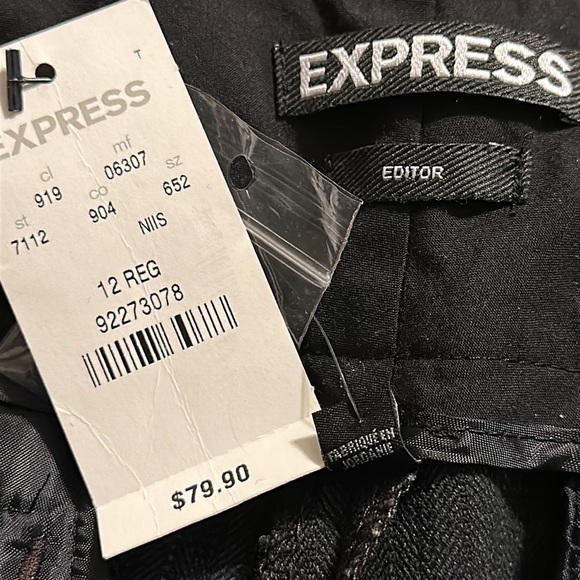 T
EXPRESS
cl mf
919 06307
st co sz
7112 904 652
NIIS
12 REG
92273078
$79.90
EXPRESS
EDITOR
FABRIQUE EN
JORDANIE